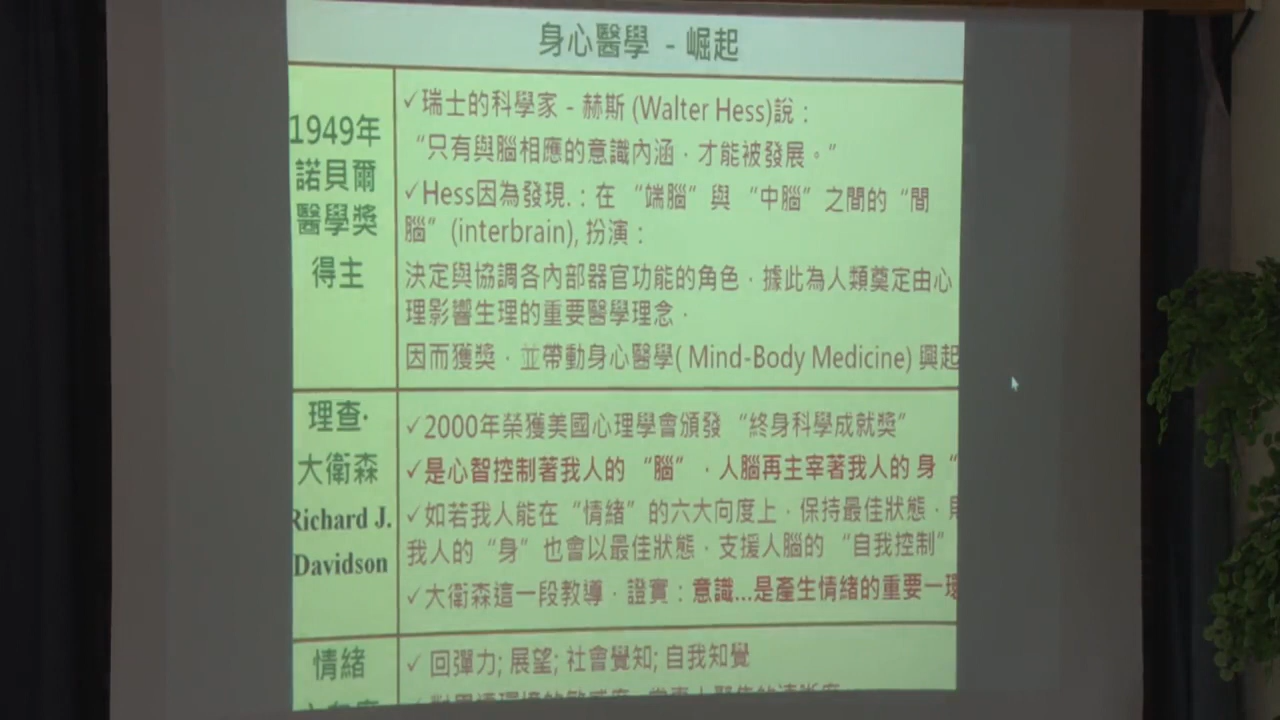 身心醫學 - 崛起
1949年
諾貝爾
醫學獎
得主
✓瑞士的科學家 - 赫斯 (Walter Hess)說：
“只有與腦相應的意識內涵．才能被發展。”
✓Hess因為發現.：在 “端腦” 與 “中腦” 之間的 “間
腦” (interbrain), 扮演：
決定與協調各內部器官功能的角色．據此為人類奠定由心
理影響生理的重要醫學理念．
因而獲獎．並帶動身心醫學( Mind-Body Medicine) 興起
理查·
大衛森
Richard J.
Davidson
✓2000年榮獲美國心理學會頒發 “終身科學成就獎”
✓是心智控制著我人的 “腦” ．人腦再主宰著我人的 身 “
✓如若我人能在 “情緒” 的六大向度上．保持最佳狀態．
我人的 “身” 也會以最佳狀態．支援人腦的 “自我控制”
✓大衛森這一段教導．證實：意識...是產生情緒的重要一環
情緒
✓ 回彈力; 展望; 社會覺知; 自我知覺